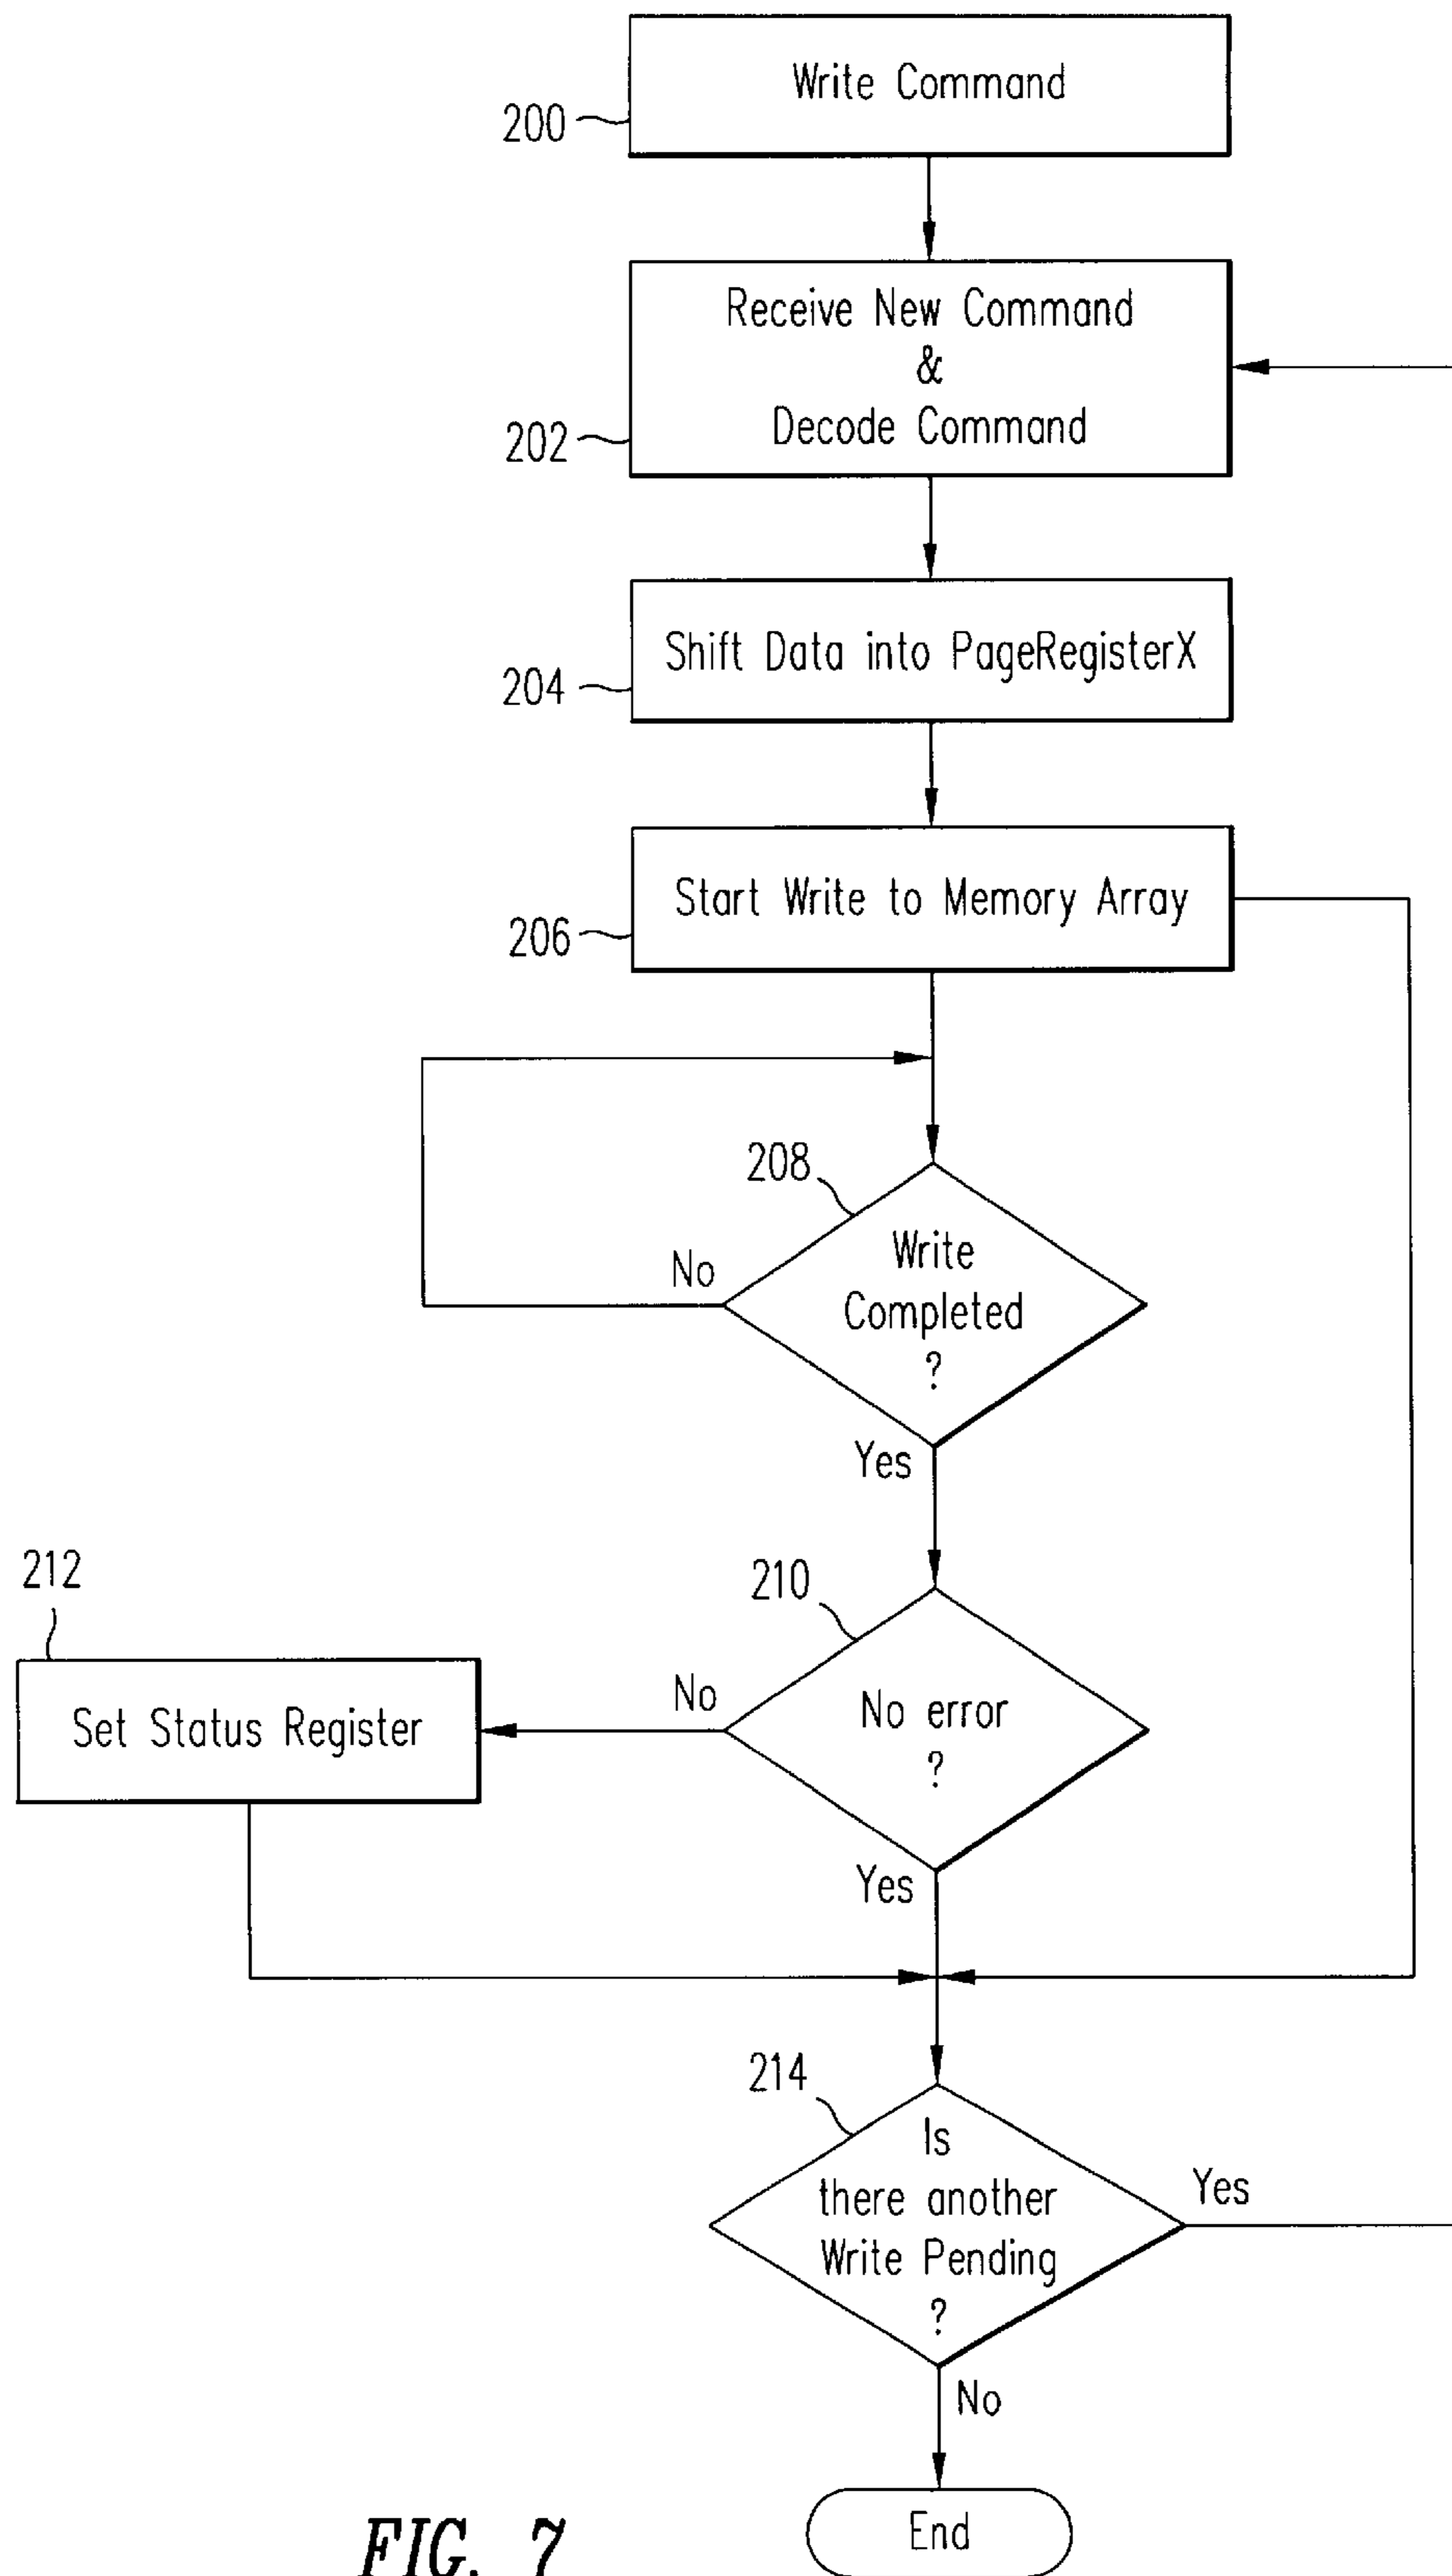 Write Command
200
Receive New Command
&
Decode Command
202
Shift Data into PageRegisterX
204
Start Write to Memory Array
206
208
Write
Completed
?
No
Yes
210
No error
?
No
Yes
212
Set Status Register
214
Is
there another
Write Pending
?
Yes
No
End
FIG. 7